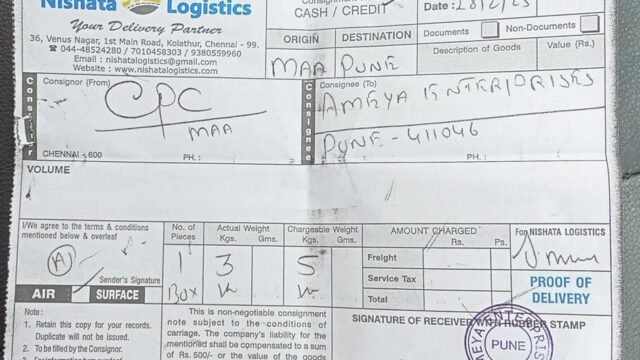 Nishata Logistics
Your Delivery Partner
36, Venus Nagar, 1st Main Road, Kolathur, Chennai - 99.
☎ 044-48524280 / 7010458303 / 9380559960
Email : nishatalogistics@gmail.com
Website : www.nishatalogistics.com
CASH / CREDIT
Date :
ORIGIN DESTINATION
MAA PUNE
Documents Non-Documents
Description of Goods Value (Rs.)
Consignor
Consignor (From)
CPC
MAA
CHENNAI - 600 PH. :
Consignee
Consignee (To)
AMEYA ENTERIORISES
PUNE - 411046
PH. :
VOLUME
I/We agree to the terms & conditions
mentioned below & overleaf
A
Sender's Signature
AIR SURFACE
No. of Pieces
1
Box
Actual Weight
Kgs. Gms.
3
Chargeable Weight
Kgs. Gms.
5
AMOUNT CHARGED
Rs. Ps.
Freight
Service Tax
Total
For NISHATA LOGISTICS
PROOF OF
DELIVERY
Note :
1. Retain this copy for your records.
Duplicate will not be issued.
2. To be filled by the Consignor.
This is non-negotiable consignment
note subject to the conditions of
carriage. The company's liability for the
mentioned shall be compensated to a sum
of Rs. 500/- or the value of the goods
SIGNATURE OF RECEIVER WITH RUBBER STAMP
PUNE